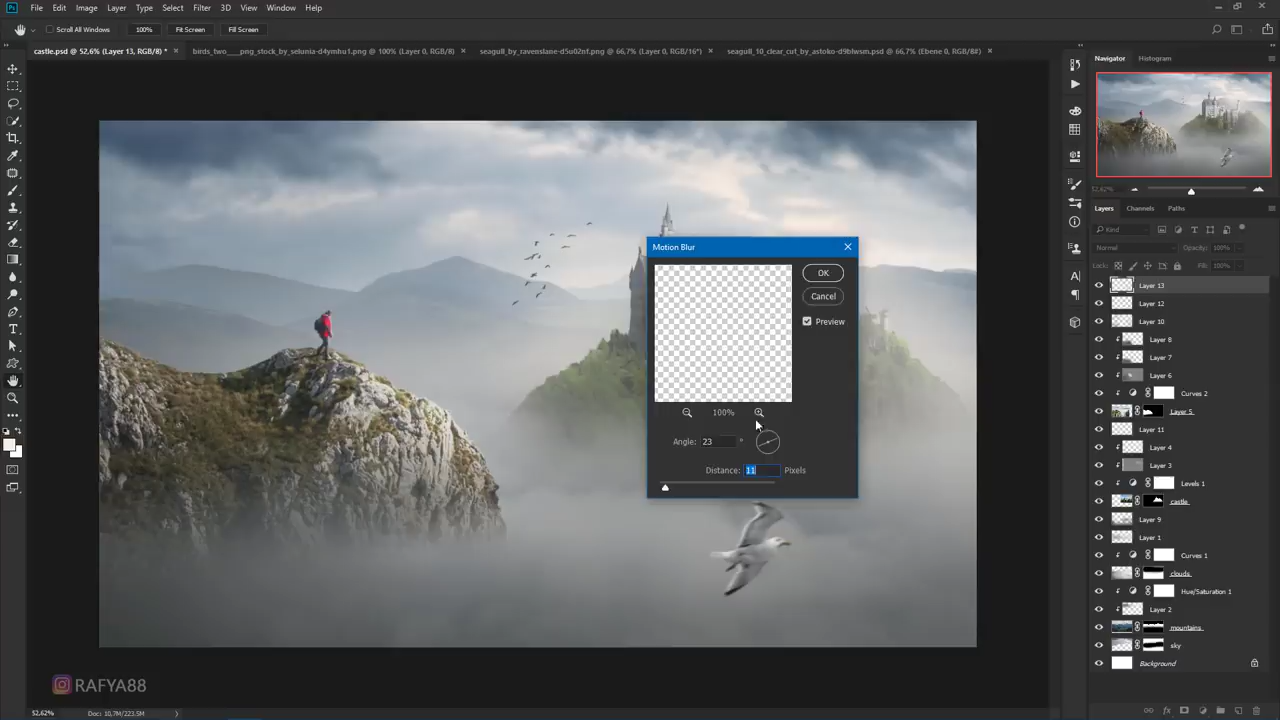 Ps File Edit Image Layer Type Select Filter 3D View Window Help
Scroll All Windows 100% Fit Screen Fill Screen
castle.psd @ 52,6% (Layer 13, RGB/8) * × birds_two___png_stock_by_selunia-d4ymhu1.png @ 100% (Layer 0, RGB/8) × seagull_by_ravenslane-d5u02nf.png @ 66,7% (Layer 0, RGB/16*) × seagull_10_clear_cut_by_astoko-d9blwsm.psd @ 66,7% (Ebene 0, RGB/8#) ×
Navigator Histogram
52,62%
Layers Channels Paths
Kind
Normal Opacity: 100%
Lock: Fill: 100%
Layer 13
Layer 12
Layer 10
Layer 8
Layer 7
Layer 6
Curves 2
Layer 5
Layer 11
Layer 4
Layer 3
Levels 1
castle
Layer 9
Layer 1
Curves 1
clouds
Hue/Saturation 1
Layer 2
mountains
sky
Background
Motion Blur
OK
Cancel
Preview
100%
Angle: 23 °
Distance: 11 Pixels
RAFYA88
52,62% Doc: 10,7M/223,5M